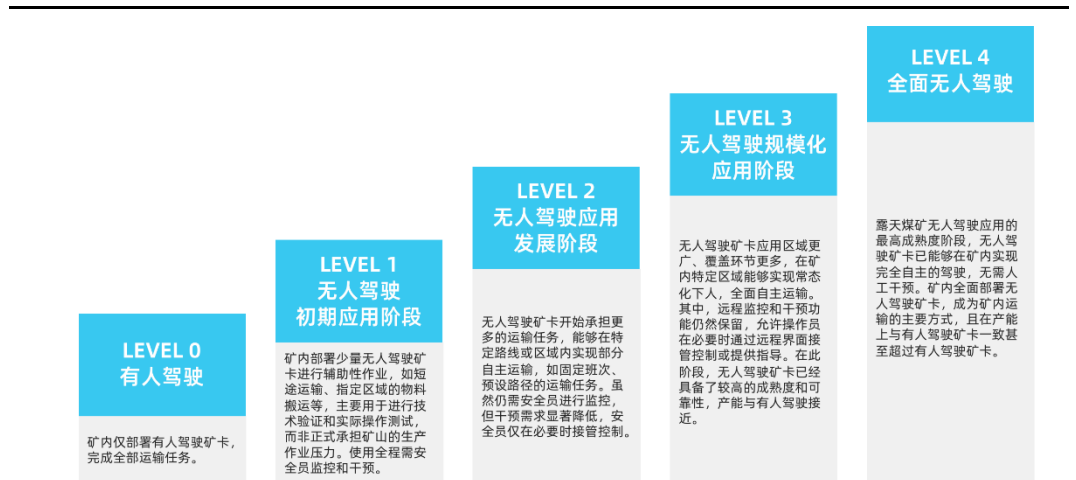 LEVEL 0
有人驾驶
矿内仅部署有人驾驶矿卡，
完成全部运输任务。
LEVEL 1
无人驾驶
初期应用阶段
矿内部署少量无人驾驶矿
卡进行辅助性作业，如短
途运输、指定区域的物料
搬运等，主要用于进行技
术验证和实际操作测试，
而非正式承担矿山的生产
作业压力。使用全程需安
全员监控和干预。
LEVEL 2
无人驾驶应用
发展阶段
无人驾驶矿卡开始承担更
多的运输任务，能够在特
定路线或区域内实现部分
自主运输，如固定班次、
预设路径的运输任务。虽
然仍需安全员进行监控，
但干预需求显著降低，安
全员仅在必要时接管控制。
LEVEL 3
无人驾驶规模化
应用阶段
无人驾驶矿卡应用区域更
广、覆盖环节更多，在矿
内特定区域能够实现常态
化下人，全面自主运输。
其中，远程监控和干预功
能仍然保留，允许操作员
在必要时通过远程界面接
管控制或提供指导。在此
阶段，无人驾驶矿卡已经
具备了较高的成熟度和可
靠性，产能与有人驾驶接
近。
LEVEL 4
全面无人驾驶
露天煤矿无人驾驶应用的
最高成熟度阶段，无人驾
驶矿卡已能够在矿内实现
完全自主的驾驶，无需人
工干预。矿内全面部署无
人驾驶矿卡，成为矿内运
输的主要方式，且在产能
上与有人驾驶矿卡一致甚
至超过有人驾驶矿卡。